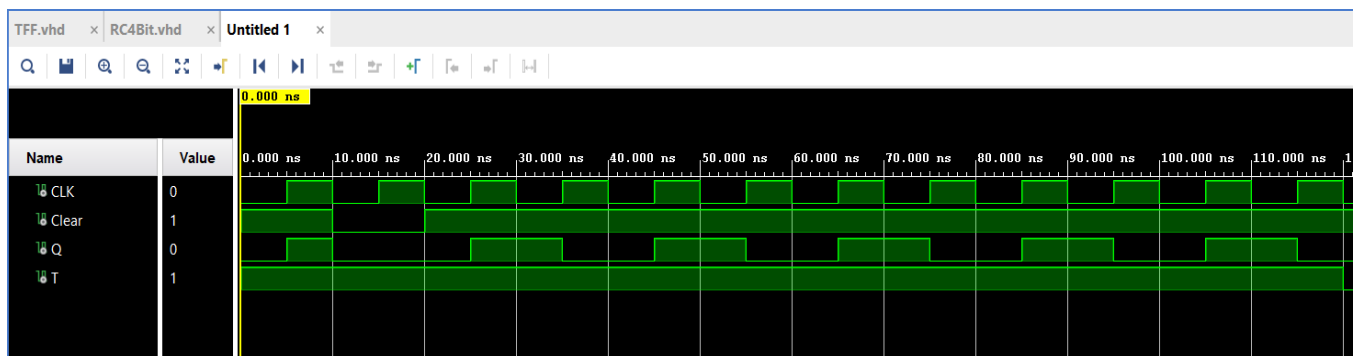 TFF.vhd × RC4Bit.vhd × Untitled 1 ×
0.000 ns
Name Value 0.000 ns 10.000 ns 20.000 ns 30.000 ns 40.000 ns 50.000 ns 60.000 ns 70.000 ns 80.000 ns 90.000 ns 100.000 ns 110.000 ns 1
CLK 0
Clear 1
Q 0
T 1